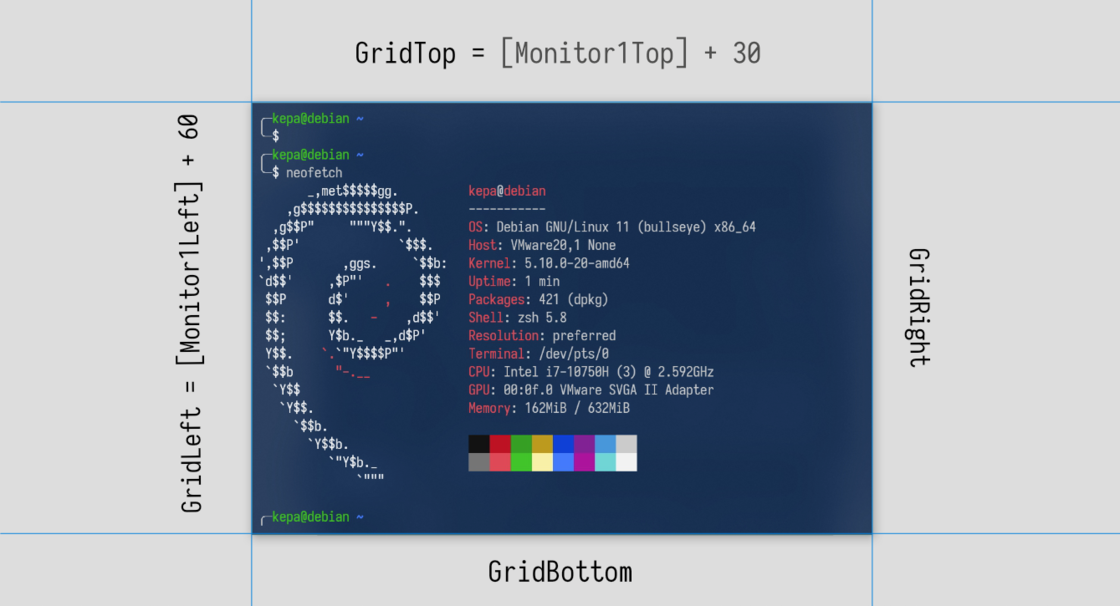 GridTop = [Monitor1Top] + 30
GridLeft = [Monitor1Left] + 60
╭─kepa@debian ~
╰─$
╭─kepa@debian ~
╰─$ neofetch
       _,met$$$$$gg.          kepa@debian
    ,g$$$$$$$$$$$$$$$P.       -----------
  ,g$$P"     """Y$$.".        OS: Debian GNU/Linux 11 (bullseye) x86_64
 ,$$P'              `$$$.     Host: VMware20,1 None
',$$P       ,ggs.     `$$b:   Kernel: 5.10.0-20-amd64
`d$$'     ,$P"'   .    $$$    Uptime: 1 min
 $$P      d$'     ,    $$P    Packages: 421 (dpkg)
 $$:      $$.   -    ,d$$'    Shell: zsh 5.8
 $$;      Y$b._   _,d$P'      Resolution: preferred
 Y$$.    `.`"Y$$$$P"'         Terminal: /dev/pts/0
 `$$b      "-.__              CPU: Intel i7-10750H (3) @ 2.592GHz
  `Y$$                        GPU: 00:0f.0 VMware SVGA II Adapter
   `Y$$.                      Memory: 162MiB / 632MiB
     `$$b.
       `Y$$b.
          `"Y$b._
              `"""
╭─kepa@debian ~
GridRight
GridBottom